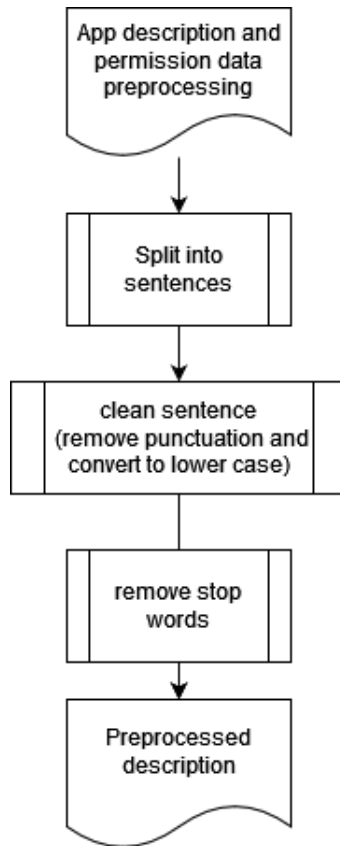 App description and
permission data
preprocessing
Split into
sentences
clean sentence
(remove punctuation and
convert to lower case)
remove stop
words
Preprocessed
description